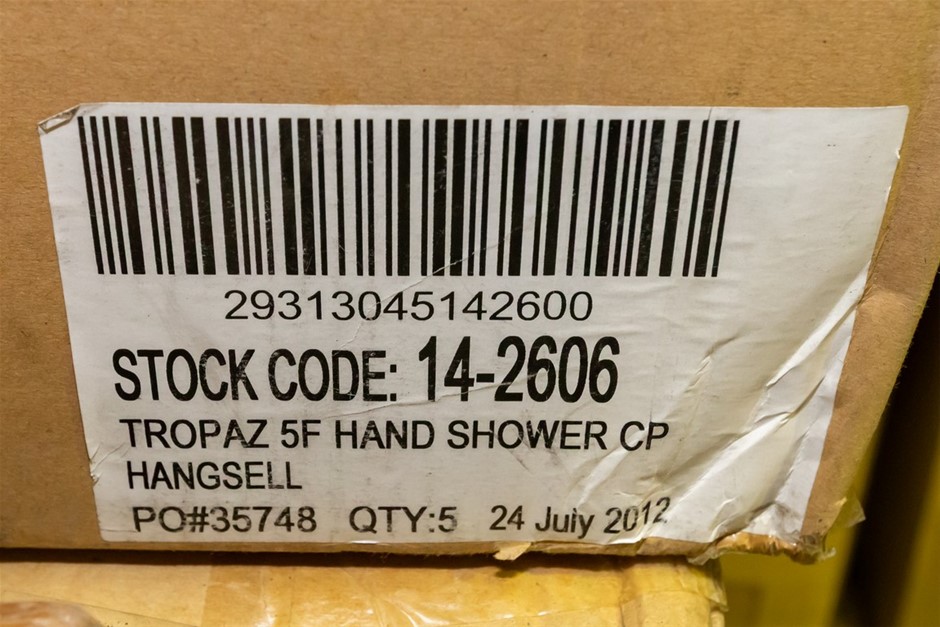 29313045142600
STOCK CODE: 14-2606
TROPAZ 5F HAND SHOWER CP
HANGSELL
PO#35748 QTY:5 24 July 2012